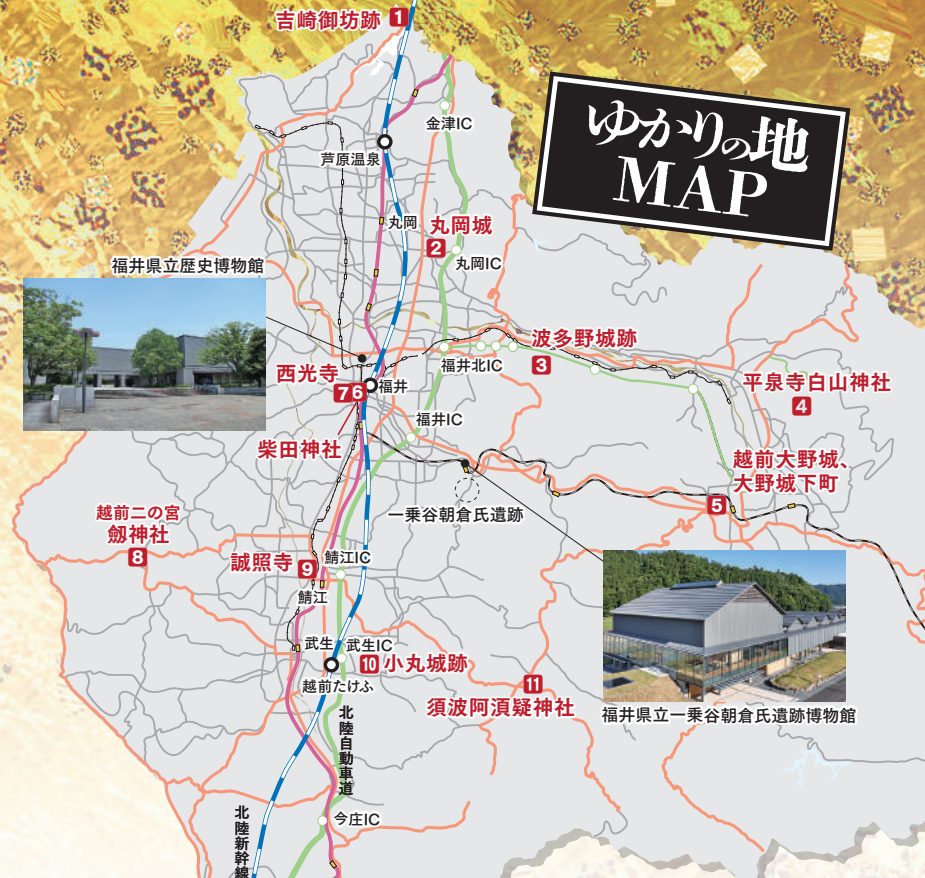 吉崎御坊跡 1
金津IC
芦原温泉
ゆかりの地
MAP
丸岡
丸岡城
2
丸岡IC
福井県立歴史博物館
波多野城跡
3
福井北IC
西光寺
76
福井
平泉寺白山神社
4
福井IC
柴田神社
越前大野城、
大野城下町
5
一乗谷朝倉氏遺跡
越前二の宮
劔神社
8
誠照寺 9
鯖江IC
鯖江
武生
武生IC
10 小丸城跡
越前たけふ
11
須波阿湏疑神社
福井県立一乗谷朝倉氏遺跡博物館
北陸自動車道
今庄IC
北陸新幹線